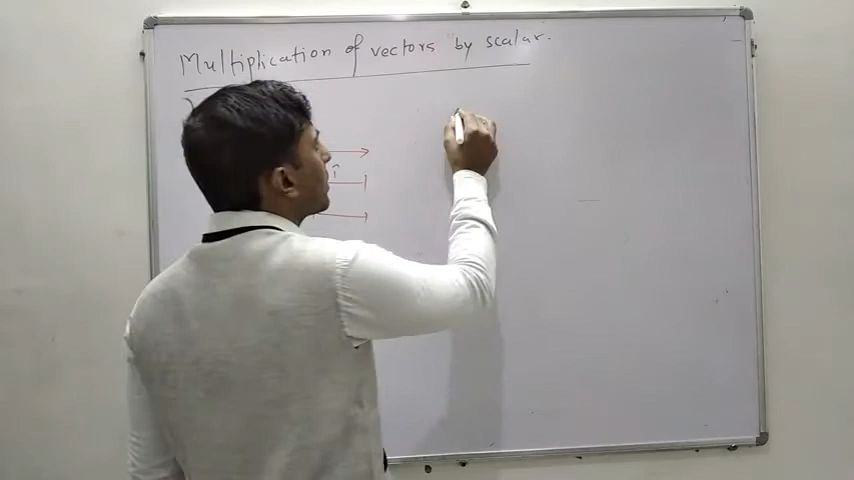 Multiplication of vectors by scalar.
î